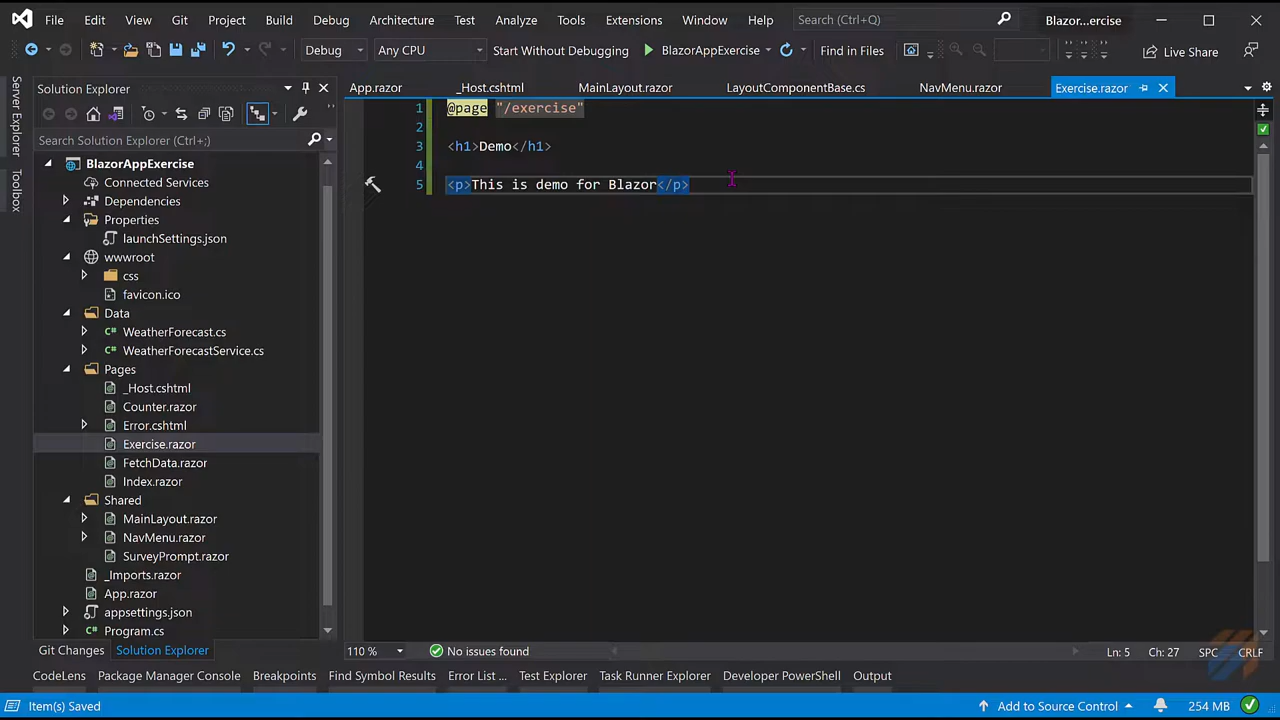 File Edit View Git Project Build Debug Architecture Test Analyze Tools Extensions Window Help Search (Ctrl+Q) Blazor...ercise
Debug Any CPU Start Without Debugging BlazorAppExercise Find in Files Live Share
Server Explorer
Toolbox
Solution Explorer
Search Solution Explorer (Ctrl+;)
BlazorAppExercise
Connected Services
Dependencies
Properties
launchSettings.json
wwwroot
css
favicon.ico
Data
WeatherForecast.cs
WeatherForecastService.cs
Pages
_Host.cshtml
Counter.razor
Error.cshtml
Exercise.razor
FetchData.razor
Index.razor
Shared
MainLayout.razor
NavMenu.razor
SurveyPrompt.razor
_Imports.razor
App.razor
appsettings.json
Program.cs
Git Changes Solution Explorer
App.razor _Host.cshtml MainLayout.razor LayoutComponentBase.cs NavMenu.razor Exercise.razor
1 @page "/exercise"
2
3 <h1>Demo</h1>
4
5 <p>This is demo for Blazor</p>
110 % No issues found Ln: 5 Ch: 27 SPC CRLF
CodeLens Package Manager Console Breakpoints Find Symbol Results Error List ... Test Explorer Task Runner Explorer Developer PowerShell Output
Item(s) Saved Add to Source Control 254 MB